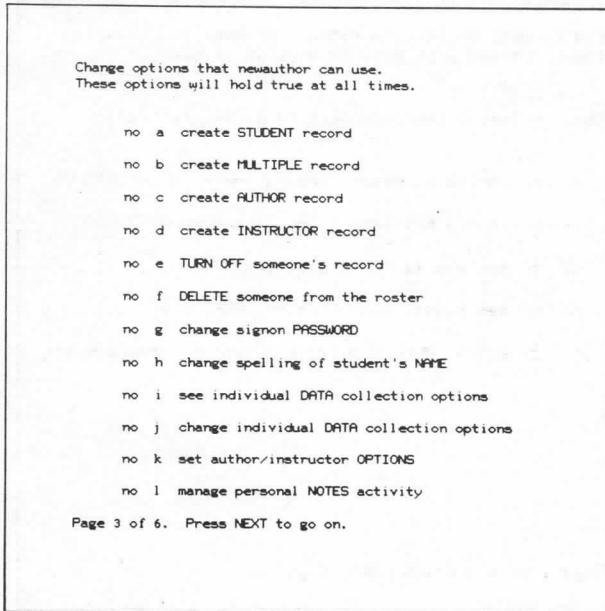 Change options that newauthor can use.
These options will hold true at all times.
no a create STUDENT record
no b create MULTIPLE record
no c create AUTHOR record
no d create INSTRUCTOR record
no e TURN OFF someone's record
no f DELETE someone from the roster
no g change signon PASSWORD
no h change spelling of student's NAME
no i see individual DATA collection options
no j change individual DATA collection options
no k set author/instructor OPTIONS
no l manage personal NOTES activity
Page 3 of 6. Press NEXT to go on.